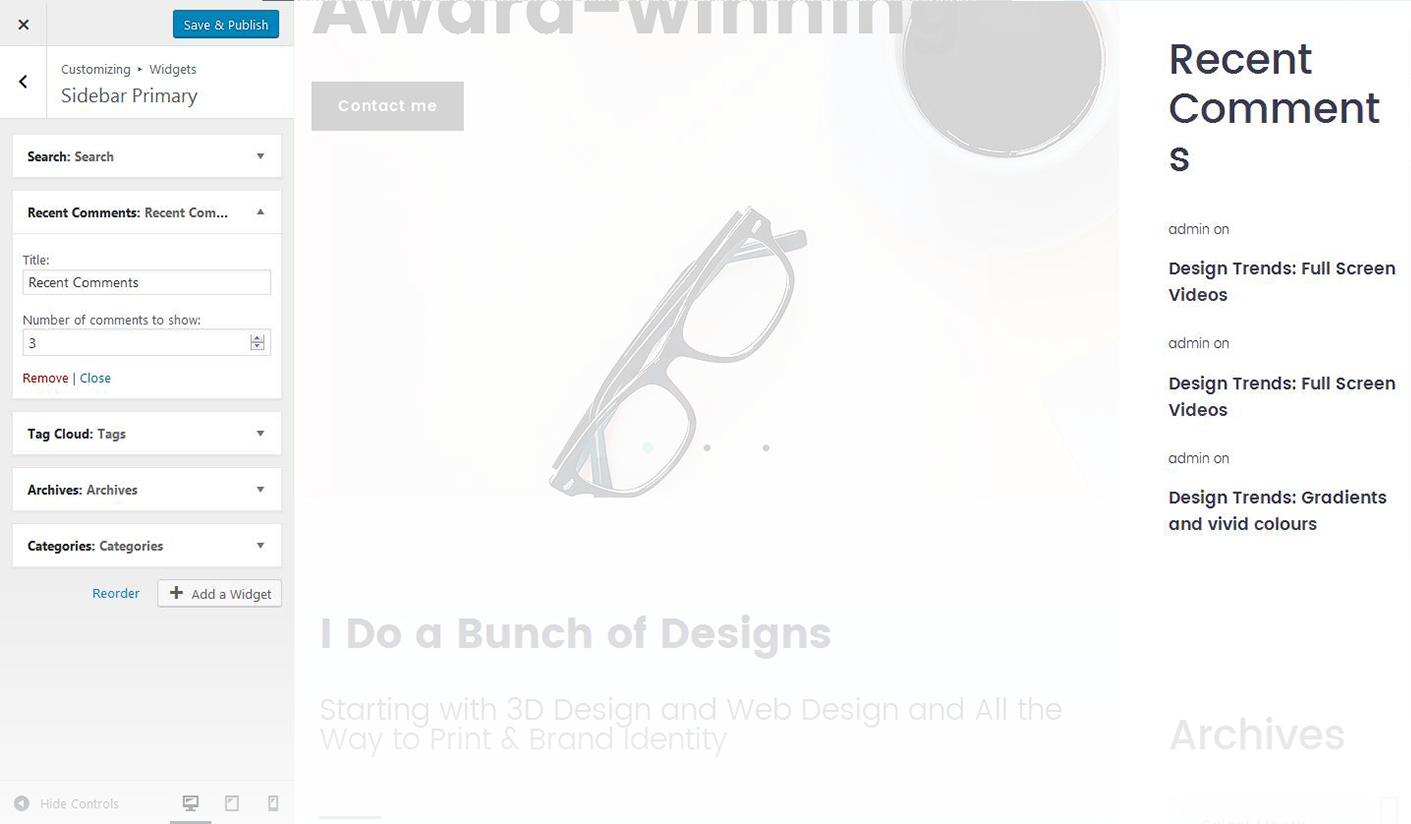 Save & Publish
Customizing ▸ Widgets
Sidebar Primary
Search: Search
Recent Comments: Recent Com...
Title:
Recent Comments
Number of comments to show:
3
Remove | Close
Tag Cloud: Tags
Archives: Archives
Categories: Categories
Reorder
Add a Widget
Hide Controls
Award-winning
Contact me
I Do a Bunch of Designs
Starting with 3D Design and Web Design and All the
Way to Print & Brand Identity
Recent
Comment
s
admin on
Design Trends: Full Screen
Videos
admin on
Design Trends: Full Screen
Videos
admin on
Design Trends: Gradients
and vivid colours
Archives